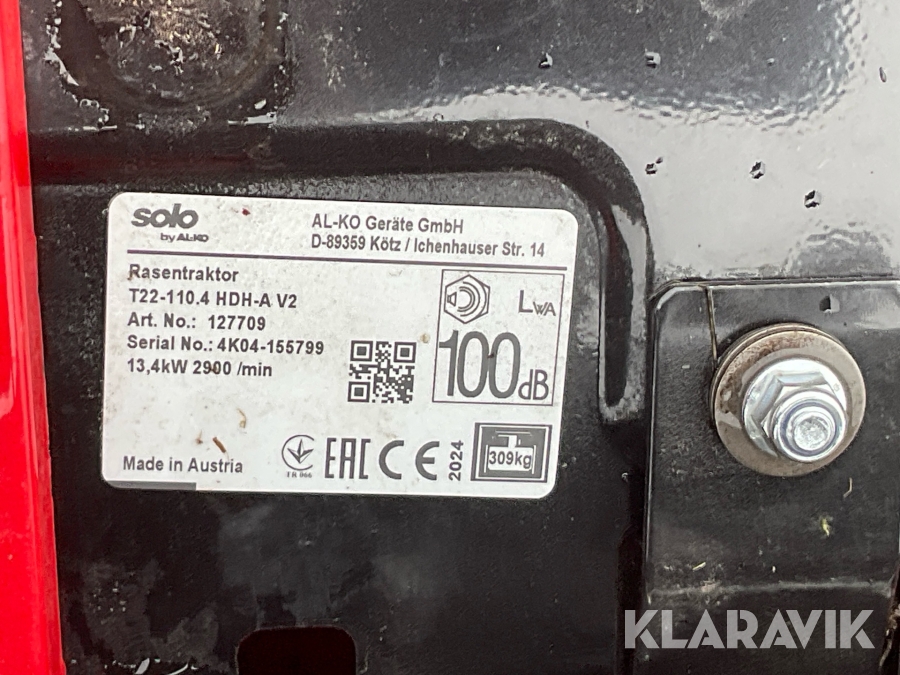 solo
by AL-KO
AL-KO Geräte GmbH
D-89359 Kötz / Ichenhauser Str. 14
Rasentraktor
T22-110.4 HDH-A V2
Art. No.: 127709
Serial No.: 4K04-155799
13,4kW 2900 /min
LWA
100dB
Made in Austria
TR 066
EAC CE
2024
309kg
KLARAVIK